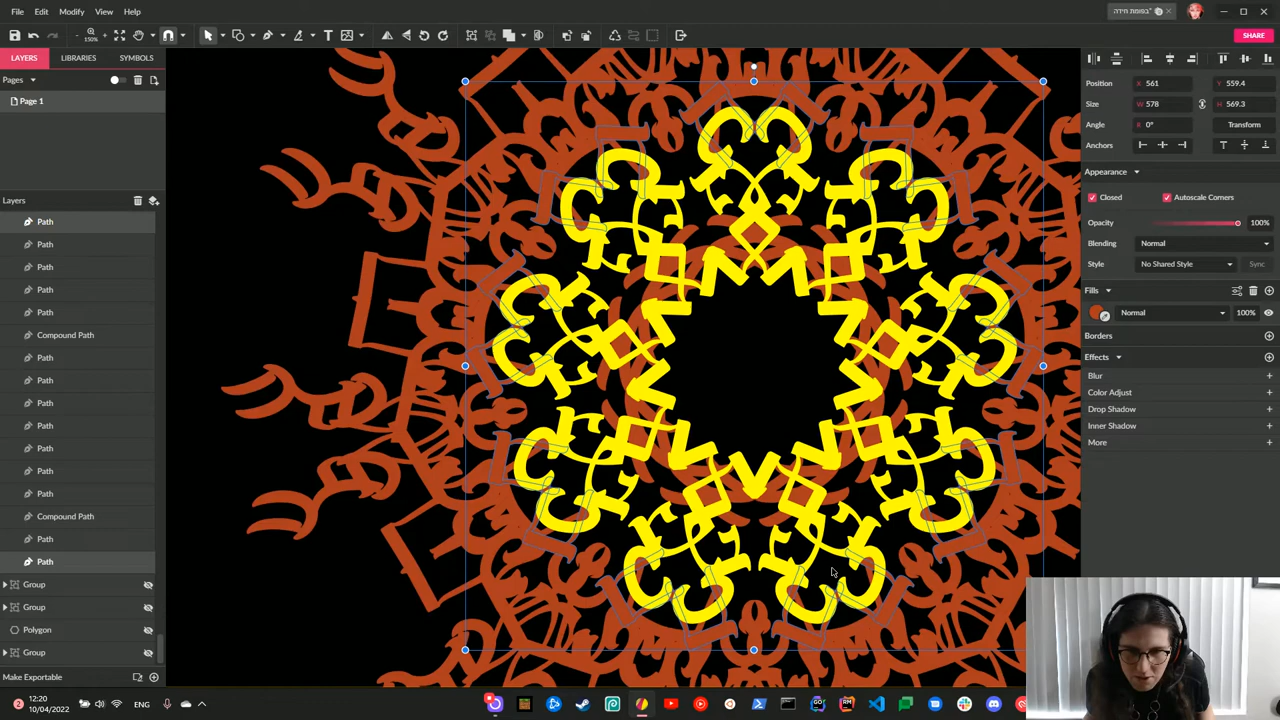 File Edit Modify View Help
בסומת חידה"
150%
SHARE
LAYERS LIBRARIES SYMBOLS
Pages
Page 1
Layers
Path
Path
Path
Path
Path
Compound Path
Path
Path
Path
Path
Path
Path
Path
Compound Path
Path
Path
Group
Group
Polygon
Group
Make Exportable
Position X 561 Y 559.4
Size W 578 H 569.3
Angle R 0° Transform
Anchors
Appearance
Closed Autoscale Corners
Opacity 100%
Blending Normal
Style No Shared Style Sync
Fills
Normal 100%
Borders
Effects
Blur
Color Adjust
Drop Shadow
Inner Shadow
More
12:20
10/04/2022
ENG